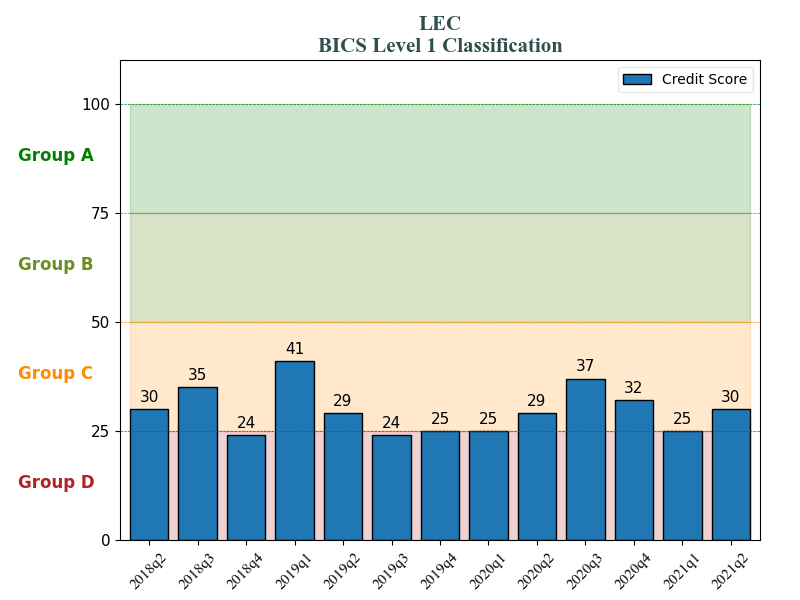 LEC
BICS Level 1 Classification
Credit Score
100
Group A
75
Group B
50
Group C
25
Group D
0
30
35
24
41
29
24
25
25
29
37
32
25
30
2018q2
2018q3
2018q4
2019q1
2019q2
2019q3
2019q4
2020q1
2020q2
2020q3
2020q4
2021q1
2021q2